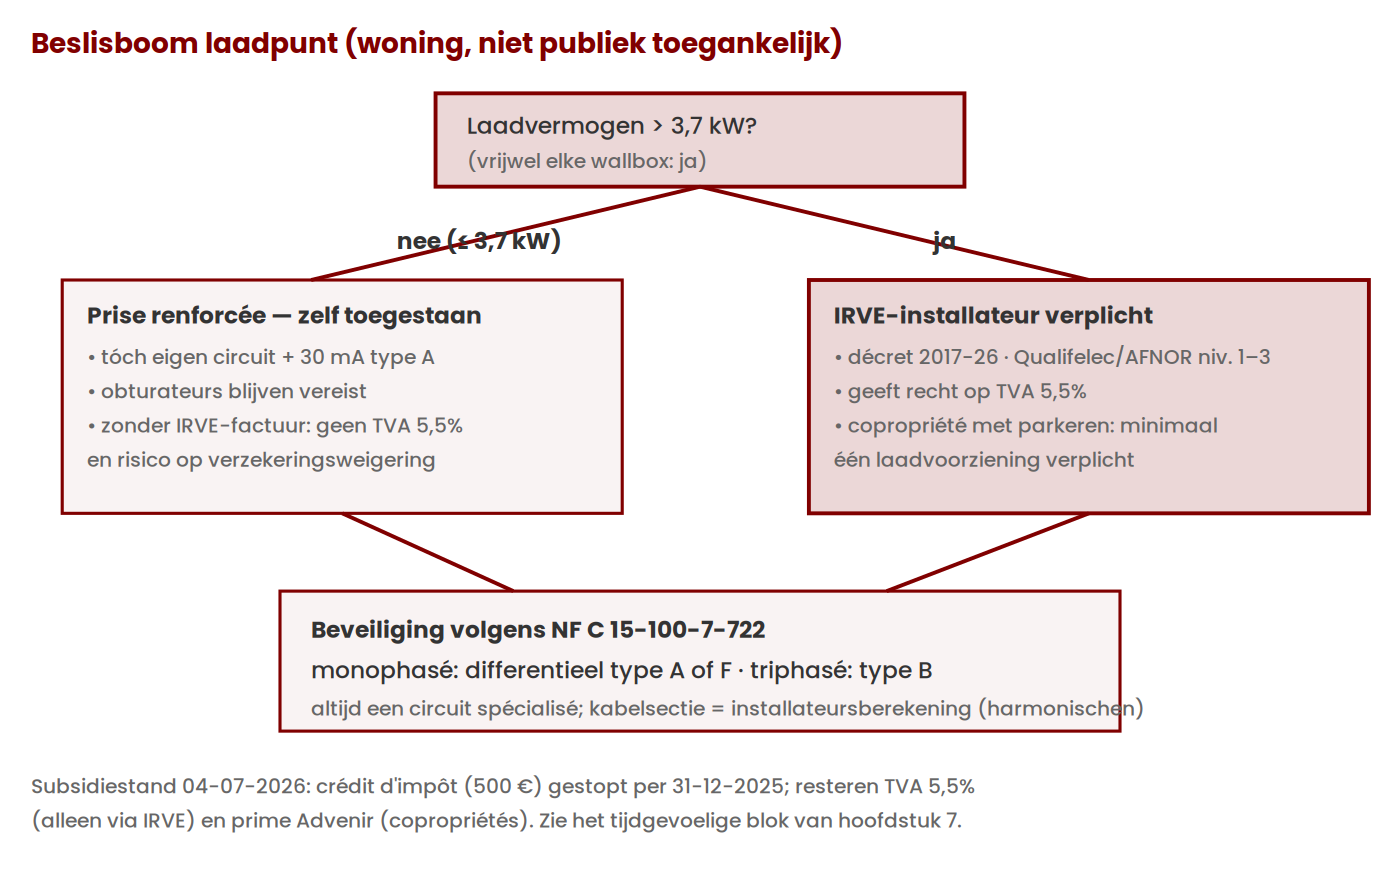 Beslisboom laadpunt (woning, niet publiek toegankelijk)
Laadvermogen > 3,7 kW?
(vrijwel elke wallbox: ja)
nee (≤ 3,7 kW)
ja
Prise renforcée — zelf toegestaan
• tóch eigen circuit + 30 mA type A
• obturateurs blijven vereist
• zonder IRVE-factuur: geen TVA 5,5%
en risico op verzekeringsweigering
IRVE-installateur verplicht
• décret 2017-26 · Qualifelec/AFNOR niv. 1–3
• geeft recht op TVA 5,5%
• copropriété met parkeren: minimaal
één laadvoorziening verplicht
Beveiliging volgens NF C 15-100-7-722
monophasé: differentieel type A of F · triphasé: type B
altijd een circuit spécialisé; kabelsectie = installateursberekening (harmonischen)
Subsidiestand 04-07-2026: crédit d'impôt (500 €) gestopt per 31-12-2025; resteren TVA 5,5%
(alleen via IRVE) en prime Advenir (copropriétés). Zie het tijdgevoelige blok van hoofdstuk 7.